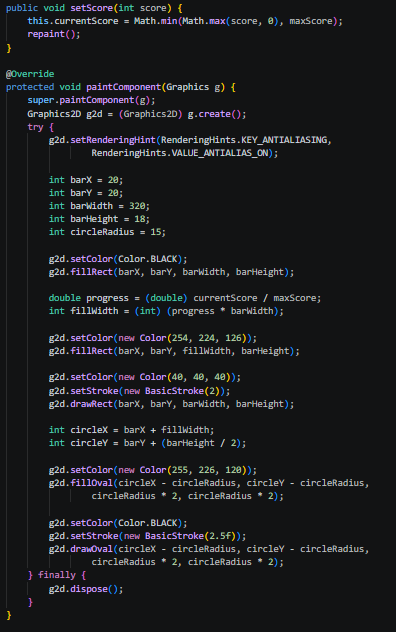 public void setScore(int score) {
    this.currentScore = Math.min(Math.max(score, 0), maxScore);
    repaint();
}

@Override
protected void paintComponent(Graphics g) {
    super.paintComponent(g);
    Graphics2D g2d = (Graphics2D) g.create();
    try {
        g2d.setRenderingHint(RenderingHints.KEY_ANTIALIASING,
                RenderingHints.VALUE_ANTIALIAS_ON);

        int barX = 20;
        int barY = 20;
        int barWidth = 320;
        int barHeight = 18;
        int circleRadius = 15;

        g2d.setColor(Color.BLACK);
        g2d.fillRect(barX, barY, barWidth, barHeight);

        double progress = (double) currentScore / maxScore;
        int fillWidth = (int) (progress * barWidth);

        g2d.setColor(new Color(254, 224, 126));
        g2d.fillRect(barX, barY, fillWidth, barHeight);

        g2d.setColor(new Color(40, 40, 40));
        g2d.setStroke(new BasicStroke(2));
        g2d.drawRect(barX, barY, barWidth, barHeight);

        int circleX = barX + fillWidth;
        int circleY = barY + (barHeight / 2);

        g2d.setColor(new Color(255, 226, 120));
        g2d.fillOval(circleX - circleRadius, circleY - circleRadius,
                circleRadius * 2, circleRadius * 2);

        g2d.setColor(Color.BLACK);
        g2d.setStroke(new BasicStroke(2.5f));
        g2d.drawOval(circleX - circleRadius, circleY - circleRadius,
                circleRadius * 2, circleRadius * 2);
    } finally {
        g2d.dispose();
    }
}